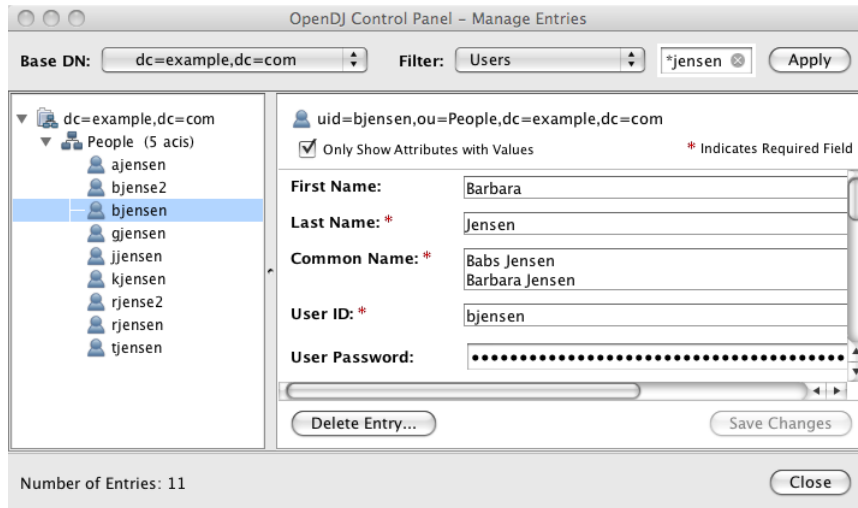 OpenDJ Control Panel – Manage Entries
Base DN: dc=example,dc=com Filter: Users *jensen Apply
dc=example,dc=com
People (5 acis)
ajensen
bjense2
bjensen
gjensen
jjensen
kjensen
rjense2
rjensen
tjensen
uid=bjensen,ou=People,dc=example,dc=com
Only Show Attributes with Values * Indicates Required Field
First Name: Barbara
Last Name: * Jensen
Common Name: * Babs Jensen
Barbara Jensen
User ID: * bjensen
User Password: ••••••••••••••••••••••••••••••••••••••
Delete Entry... Save Changes
Number of Entries: 11 Close